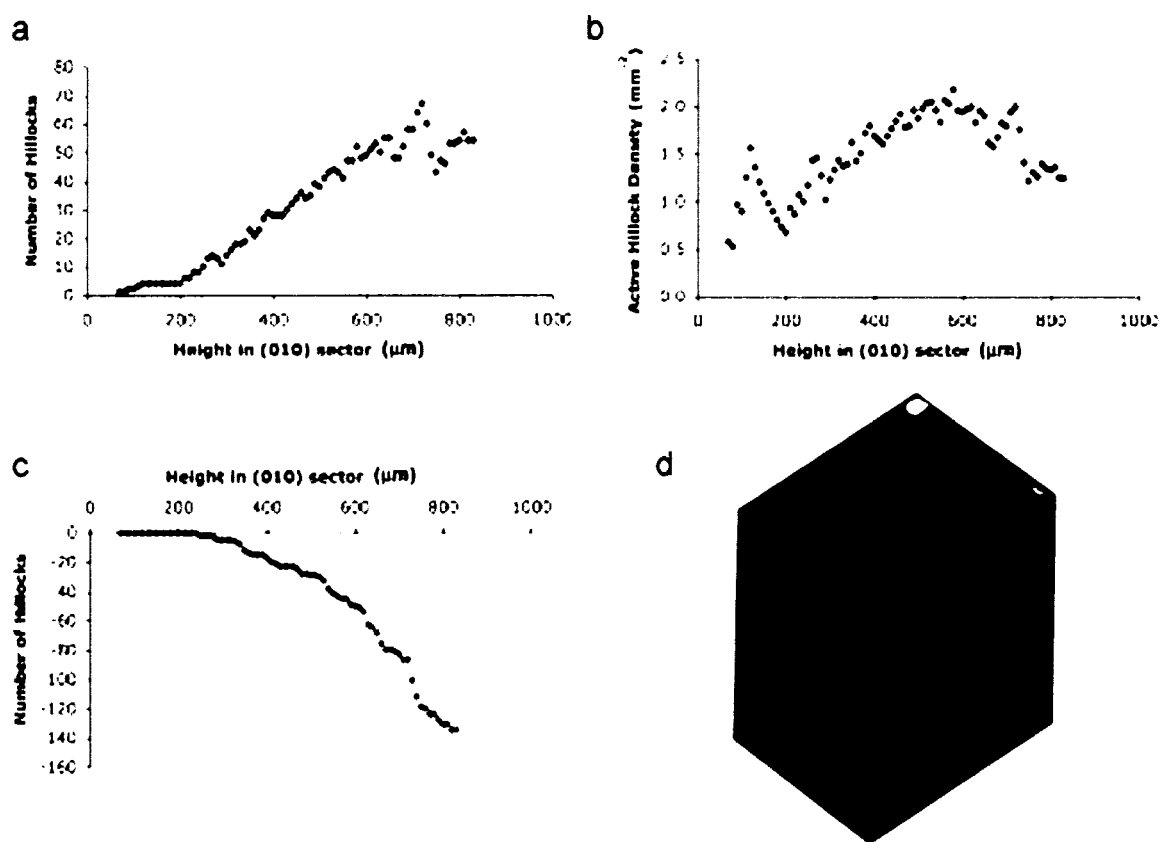 a
80
70
60
50
40
30
20
10
0
Number of Hillocks
0 200 400 600 800 1000
Height in (010) sector (μm)
b
2.5
2.0
1.5
1.0
0.5
0.0
Active Hillock Density (mm⁻²)
0 200 400 600 800 1000
Height in (010) sector (μm)
c
Height in (010) sector (μm)
0 200 400 600 800 1000
0
-20
-40
-60
-80
-100
-120
-140
-160
Number of Hillocks
d